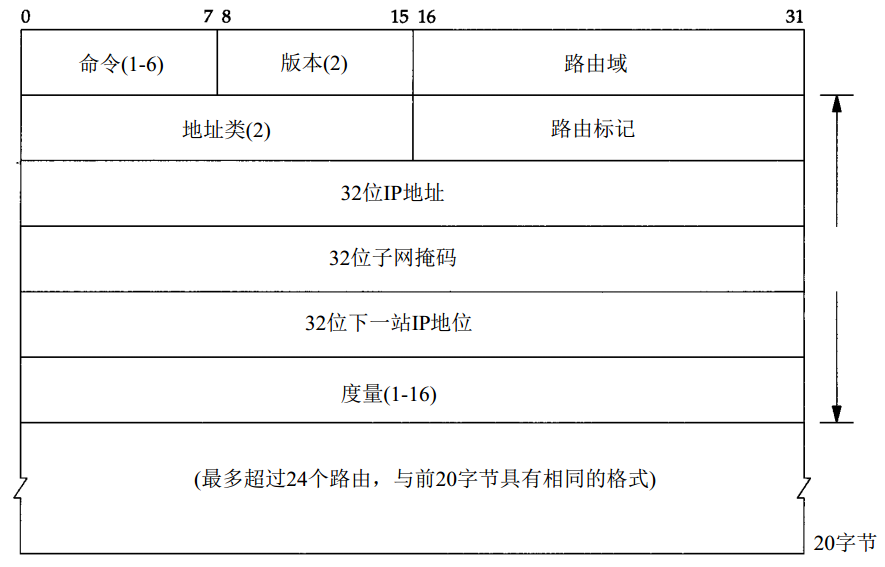 0 7 8 15 16 31
命令(1-6) 版本(2) 路由域
地址类(2) 路由标记
32位IP地址
32位子网掩码
32位下一站IP地位
度量(1-16)
(最多超过24个路由，与前20字节具有相同的格式)
20字节